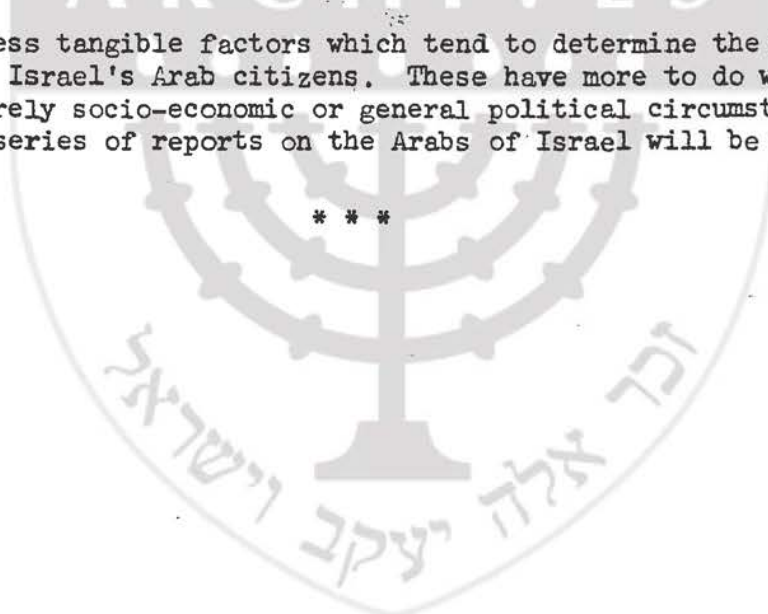 ARCHIVES
ess tangible factors which tend to determine the
Israel's Arab citizens. These have more to do w
rely socio-economic or general political circumst
series of reports on the Arabs of Israel will be
* * *
זכר אלה יעקב וישראל